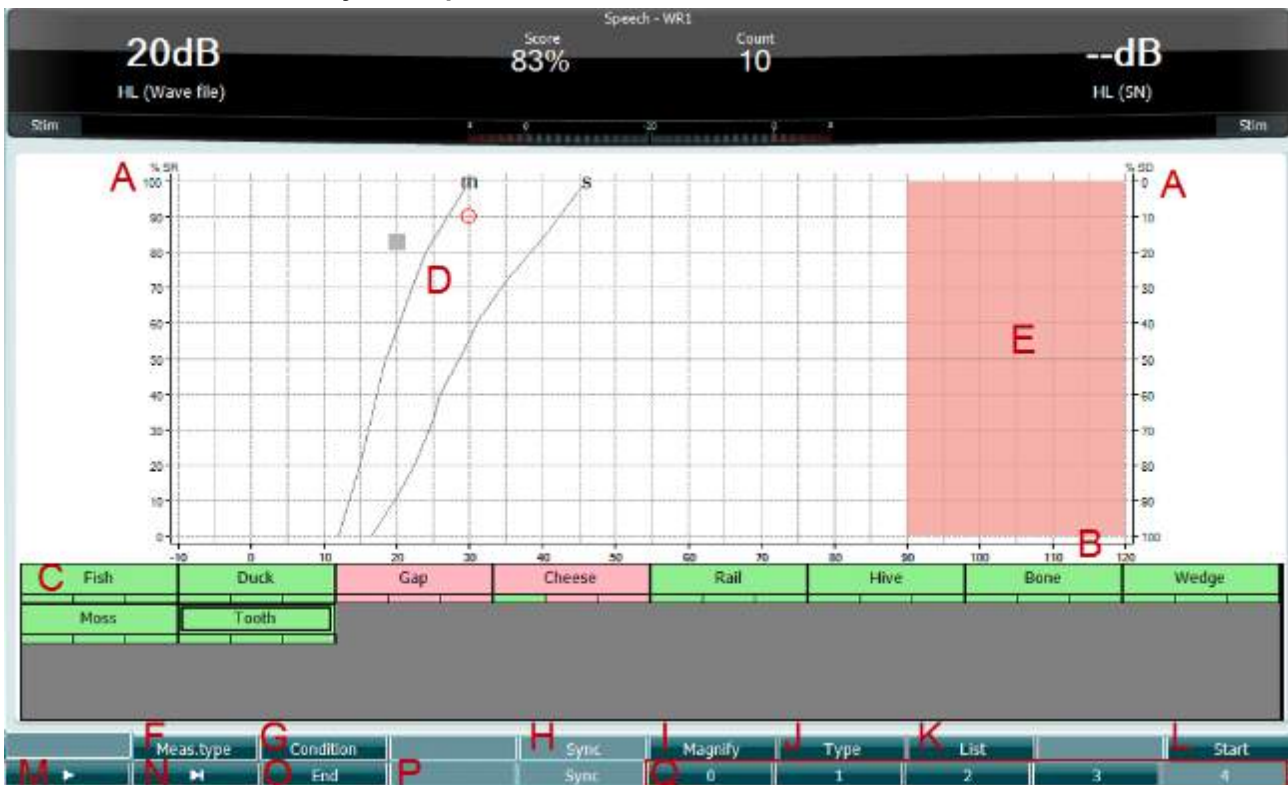 Speech - WR1
20dB Score Count --dB
83% 10
HL (Wave file) HL (SN)
Stim Stim
0 -20 0
% SR % SD
A 100 m s 0 A
90 10
80 20
D
70 30
60 40
E
50 50
40 60
30 70
20 80
10 90
0 100
B
-10 0 10 20 30 40 50 60 70 80 90 100 110 120
C Fish Duck Gap Cheese Rail Hive Bone Wedge
Moss Tooth
F Meas.type G Condition H Sync I Magnify J Type K List L Start
M N O End P Sync Q 0 1 2 3 4